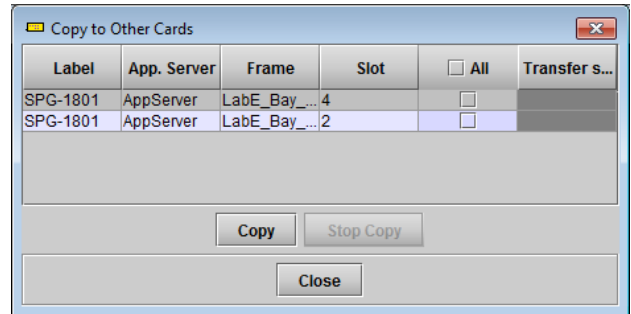 Copy to Other Cards
Label App. Server Frame Slot All Transfer s...
SPG-1801 AppServer LabE_Bay_... 4
SPG-1801 AppServer LabE_Bay_... 2
Copy Stop Copy
Close